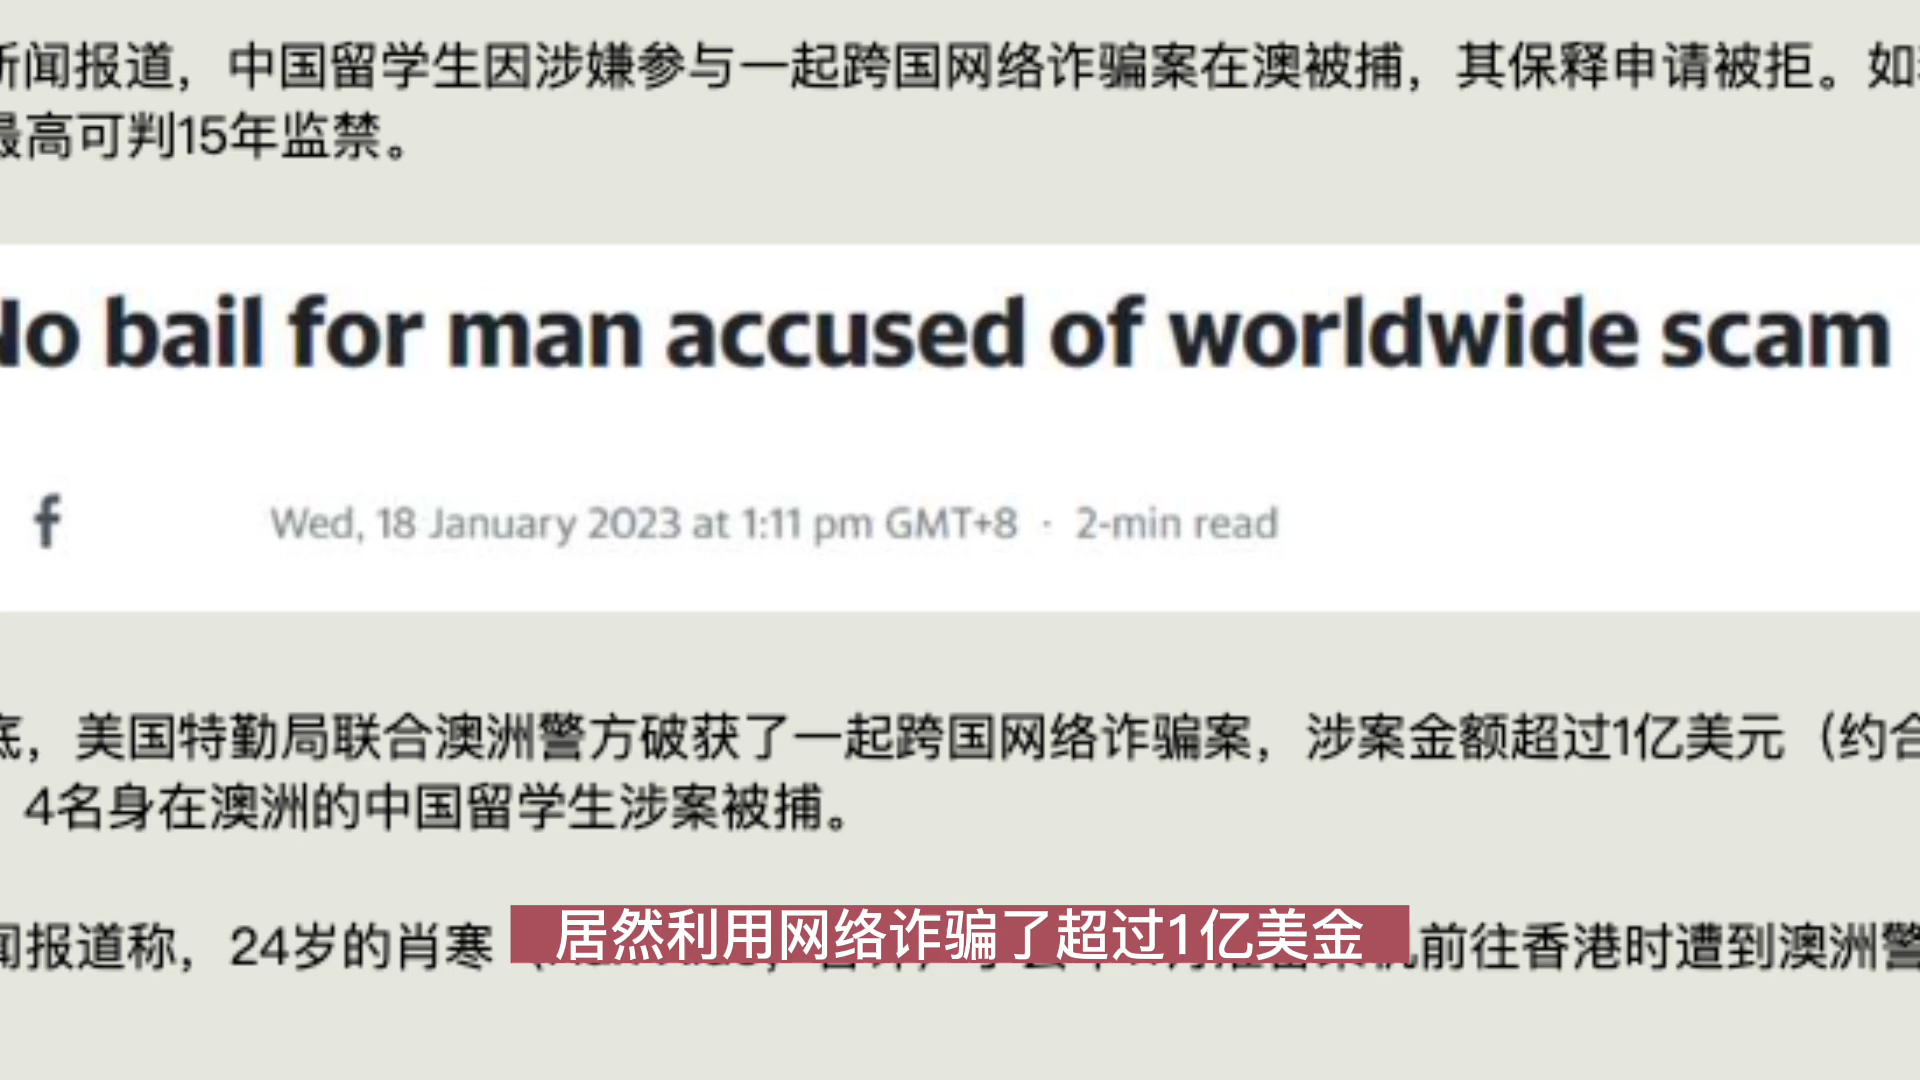 闻报道，中国留学生因涉嫌参与一起跨国网络诈骗案在澳被捕，其保释申请被拒。如
最高可判15年监禁。
No bail for man accused of worldwide scam
f
Wed, 18 January 2023 at 1:11 pm GMT+8 · 2-min read
底，美国特勤局联合澳洲警方破获了一起跨国网络诈骗案，涉案金额超过1亿美元（约合
4名身在澳洲的中国留学生涉案被捕。
闻报道称，24岁的肖寒
居然利用网络诈骗了超过1亿美金
前往香港时遭到澳洲警